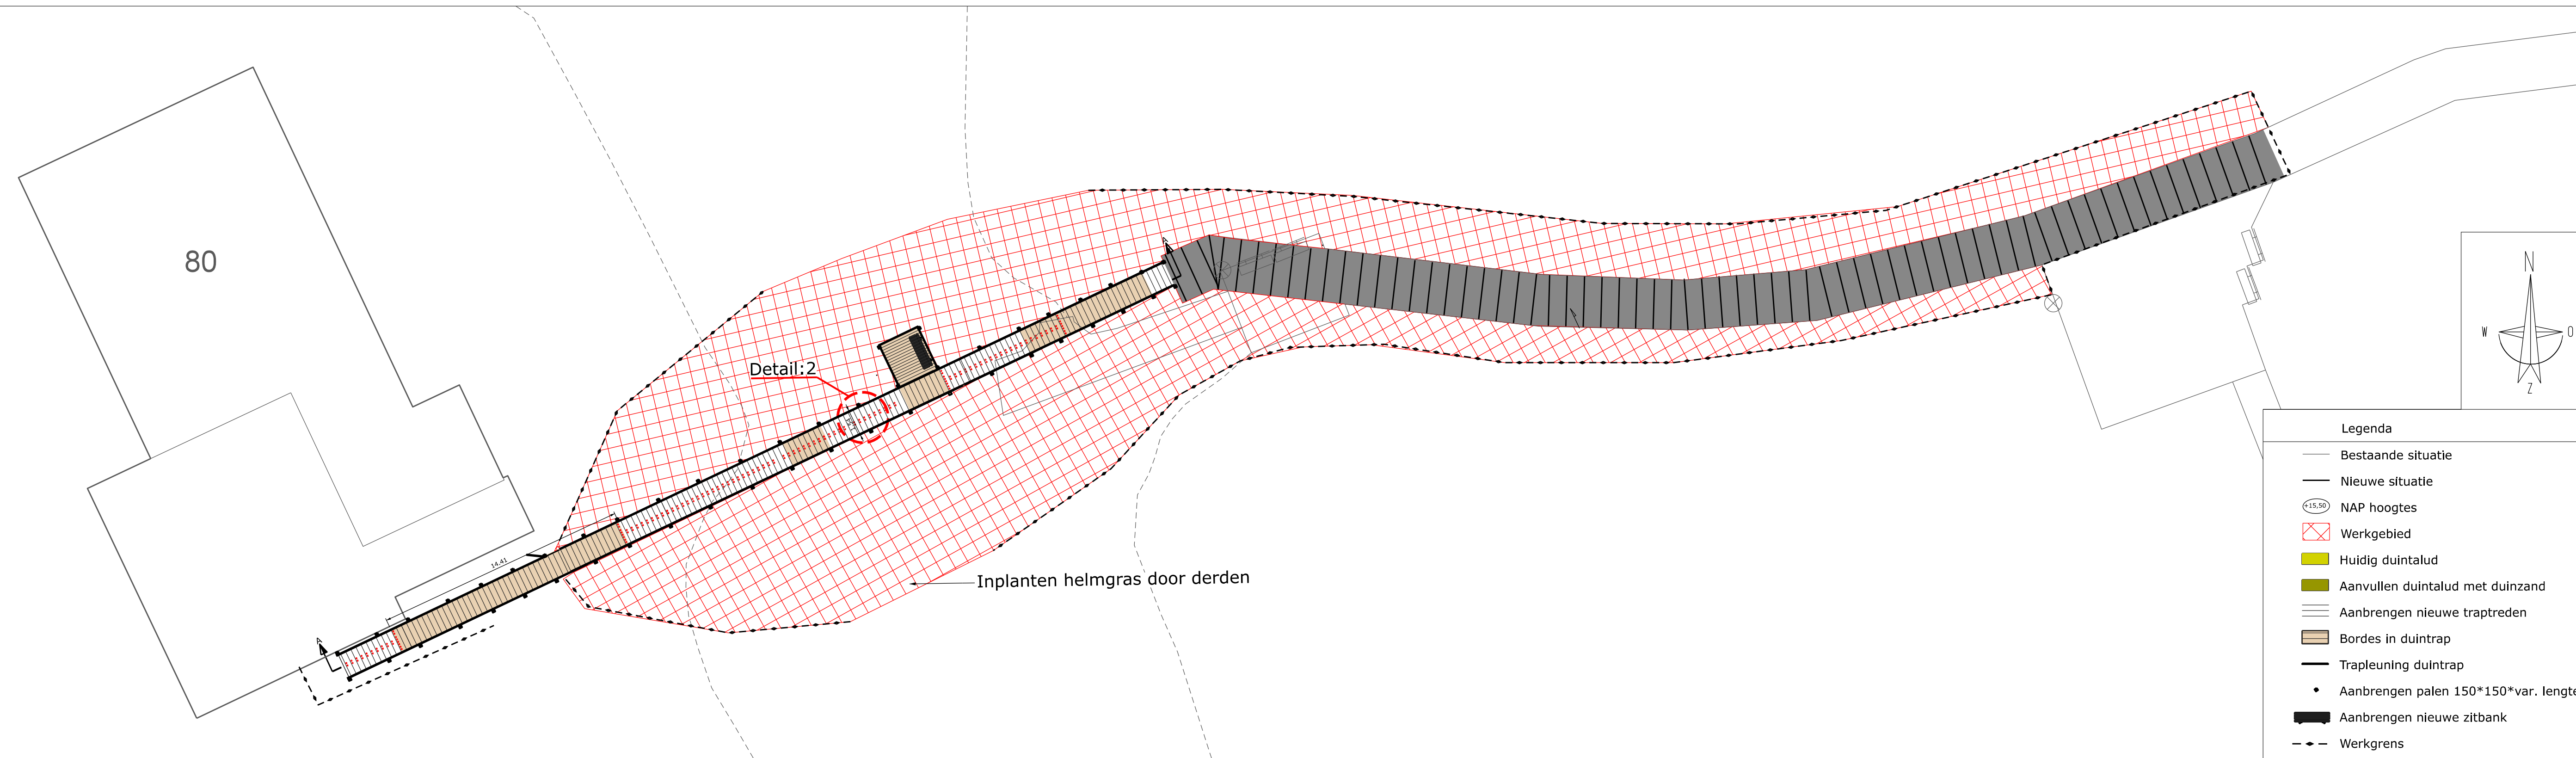 80
Detail:2
14.41
Inplanten helmgras door derden
A
A
N
W
O
Z
Legenda
Bestaande situatie
Nieuwe situatie
+15,50 NAP hoogtes
Werkgebied
Huidig duintalud
Aanvullen duintalud met duinzand
Aanbrengen nieuwe traptreden
Bordes in duintrap
Trapleuning duintrap
Aanbrengen palen 150*150*var. lengte
Aanbrengen nieuwe zitbank
Werkgrens